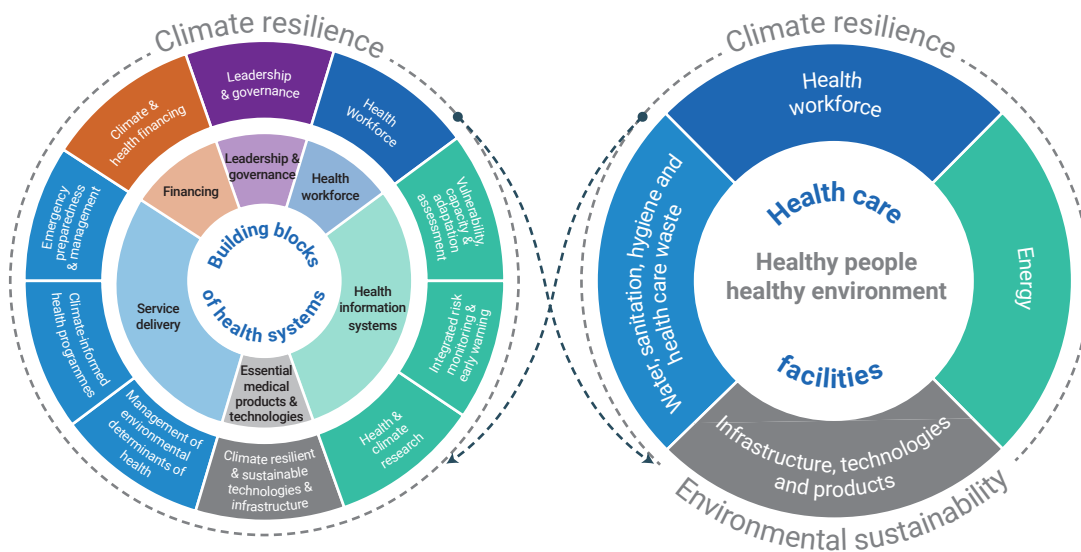 Climate resilience
Leadership
& governance
Health
Workforce
Vulnerability,
capacity &
adaptation
assessment
Integrated risk
monitoring &
early warning
Health &
climate
research
Climate resilient
& sustainable
technologies &
infrastructure
Management of
environmental
determinants of
health
Climate-informed
health programmes
Emergency
preparedness
& management
Climate &
health financing
Leadership &
governance
Health
workforce
Health
information
systems
Essential
medical
products &
technologies
Service
delivery
Financing
Building blocks
of health systems
Climate resilience
Health
workforce
Energy
Infrastructure, technologies
and products
Water, sanitation, hygiene and
health care waste
Health care
Healthy people
healthy environment
facilities
Environmental sustainability